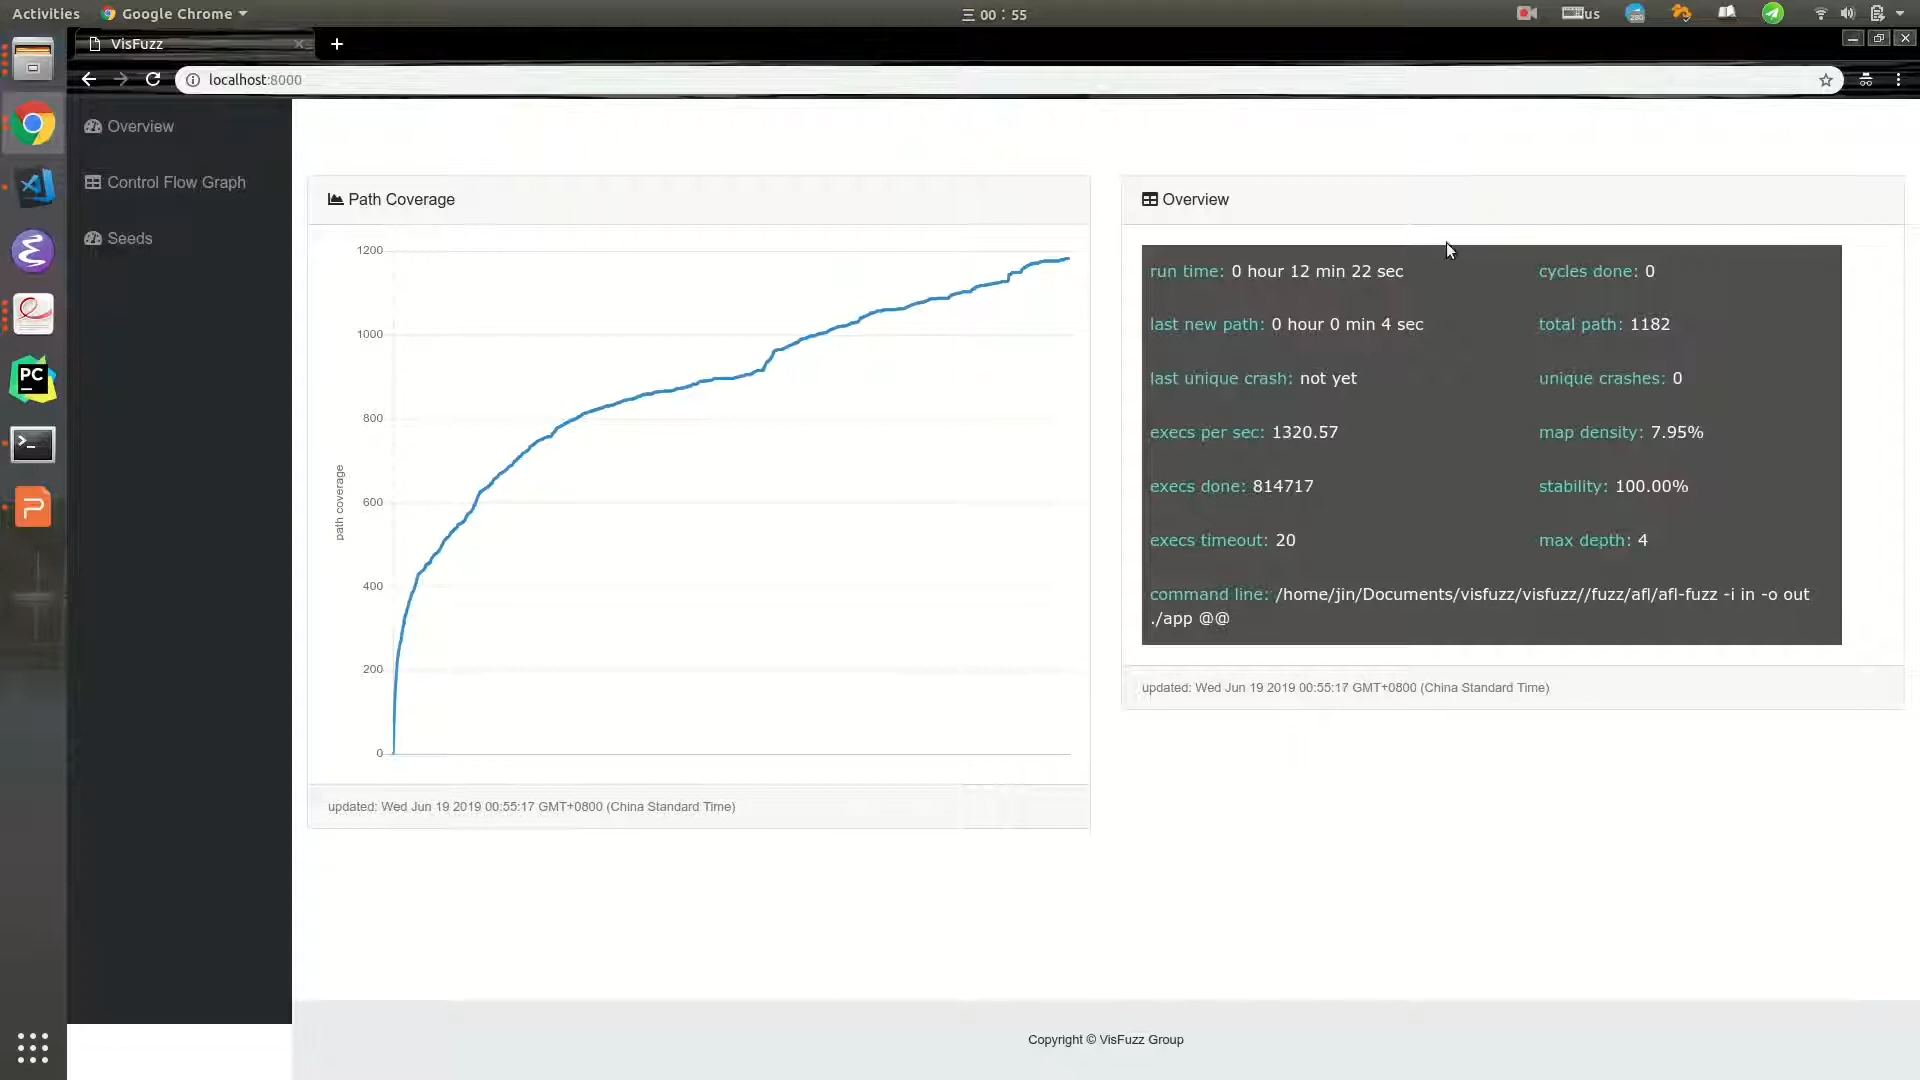 Activities
Google Chrome
三 00 : 55
us
280
VisFuzz
localhost:8000
Overview
Control Flow Graph
Seeds
PC
Path Coverage
1200
1000
800
600
400
200
0
path coverage
updated: Wed Jun 19 2019 00:55:17 GMT+0800 (China Standard Time)
Overview
run time: 0 hour 12 min 22 sec
cycles done: 0
last new path: 0 hour 0 min 4 sec
total path: 1182
last unique crash: not yet
unique crashes: 0
execs per sec: 1320.57
map density: 7.95%
execs done: 814717
stability: 100.00%
execs timeout: 20
max depth: 4
command line: /home/jin/Documents/visfuzz/visfuzz//fuzz/afl/afl-fuzz -i in -o out
./app @@
updated: Wed Jun 19 2019 00:55:17 GMT+0800 (China Standard Time)
Copyright © VisFuzz Group